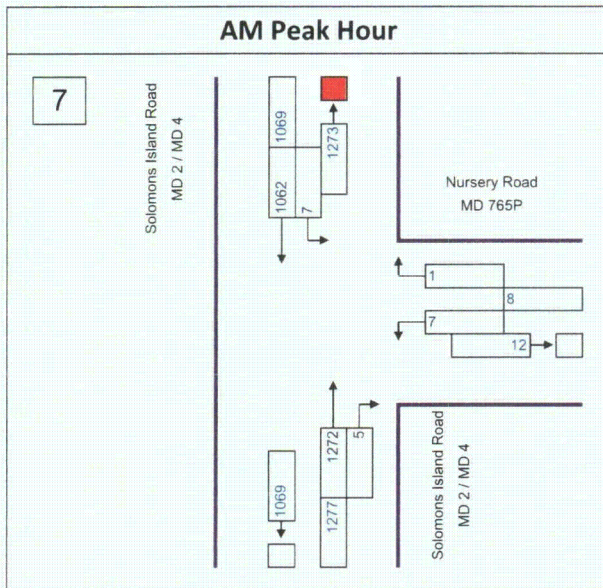 AM Peak Hour
7
Solomons Island Road
MD 2 / MD 4
1069
1273
1062
7
Nursery Road
MD 765P
1
8
7
12
1272
5
1069
1277
Solomons Island Road
MD 2 / MD 4